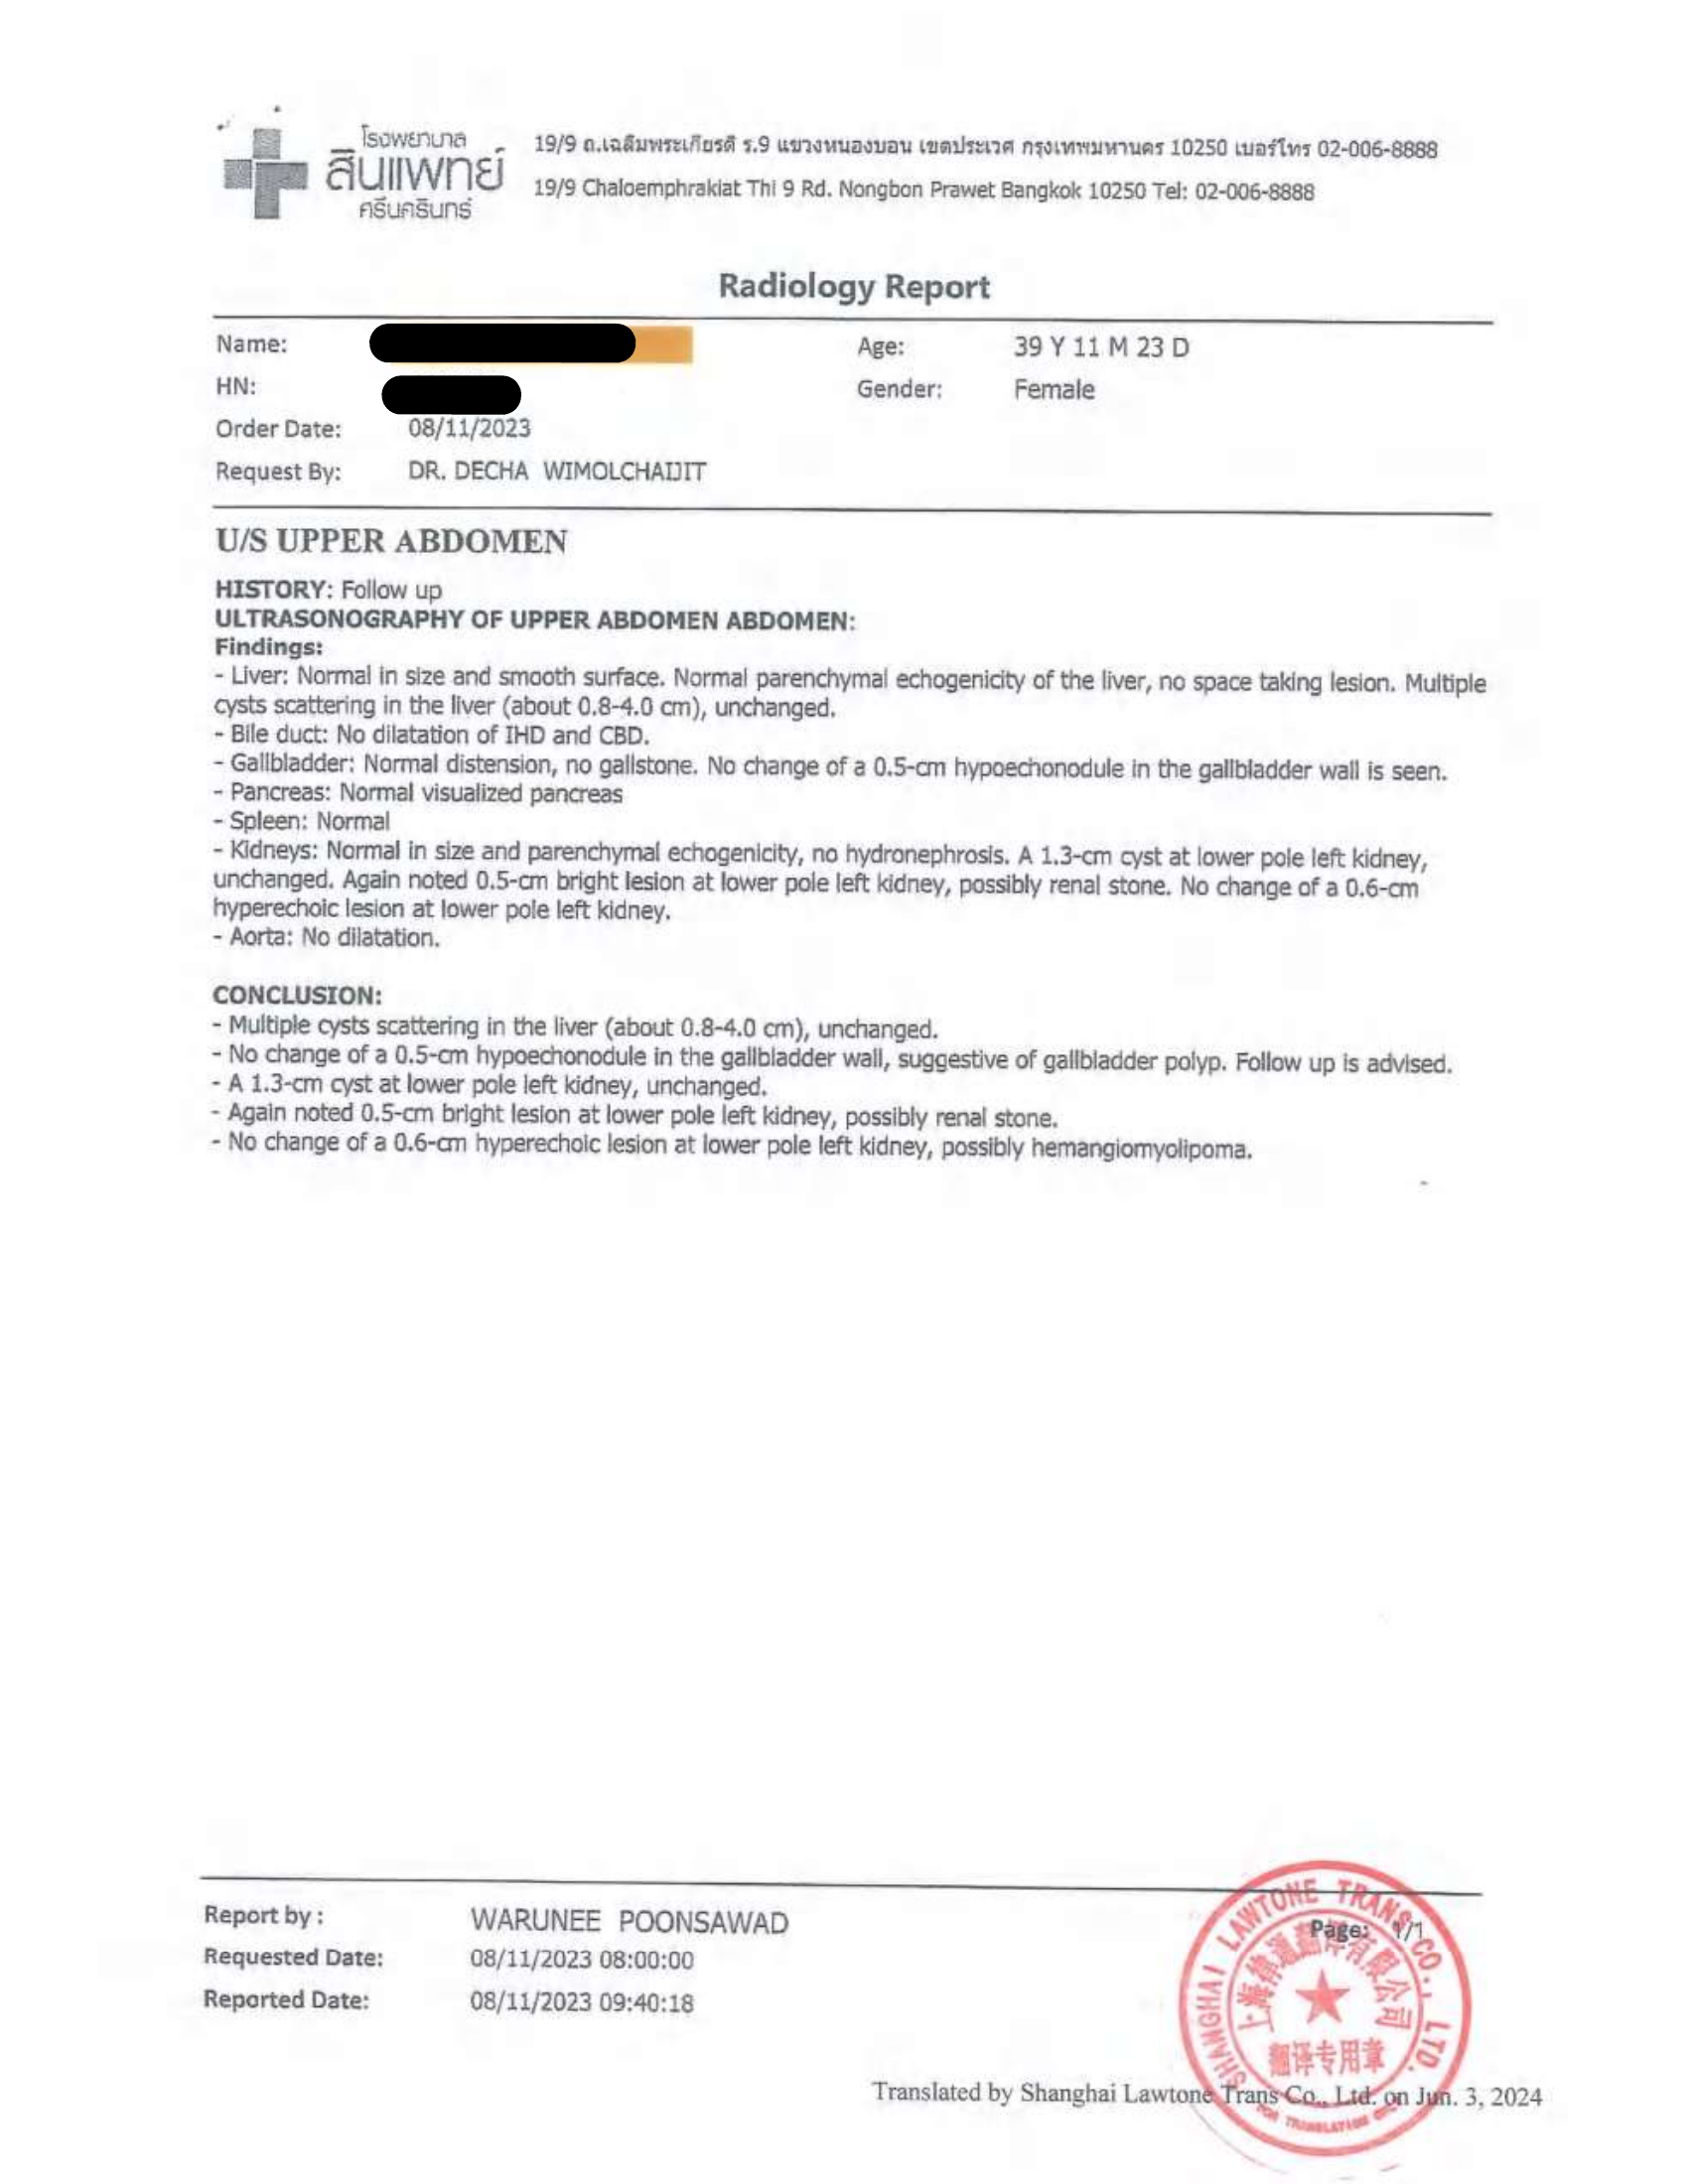 โรงพยาบาล
สินแพทย์
ศรีนครินทร์
19/9 ถ.เฉลิมพระเกียรติ ร.9 แขวงหนองบอน เขตประเวศ กรุงเทพมหานคร 10250 เบอร์โทร 02-006-8888
19/9 Chaloemphrakiat Thi 9 Rd. Nongbon Prawet Bangkok 10250 Tel: 02-006-8888
Radiology Report
Name:
Age: 39 Y 11 M 23 D
HN:
Gender: Female
Order Date: 08/11/2023
Request By: DR. DECHA WIMOLCHAIJIT
U/S UPPER ABDOMEN
HISTORY: Follow up
ULTRASONOGRAPHY OF UPPER ABDOMEN ABDOMEN:
Findings:
- Liver: Normal in size and smooth surface. Normal parenchymal echogenicity of the liver, no space taking lesion. Multiple
cysts scattering in the liver (about 0.8-4.0 cm), unchanged.
- Bile duct: No dilatation of IHD and CBD.
- Gallbladder: Normal distension, no gallstone. No change of a 0.5-cm hypoechonodule in the gallbladder wall is seen.
- Pancreas: Normal visualized pancreas
- Spleen: Normal
- Kidneys: Normal in size and parenchymal echogenicity, no hydronephrosis. A 1.3-cm cyst at lower pole left kidney,
unchanged. Again noted 0.5-cm bright lesion at lower pole left kidney, possibly renal stone. No change of a 0.6-cm
hyperechoic lesion at lower pole left kidney.
- Aorta: No dilatation.
CONCLUSION:
- Multiple cysts scattering in the liver (about 0.8-4.0 cm), unchanged.
- No change of a 0.5-cm hypoechonodule in the gallbladder wall, suggestive of gallbladder polyp. Follow up is advised.
- A 1.3-cm cyst at lower pole left kidney, unchanged.
- Again noted 0.5-cm bright lesion at lower pole left kidney, possibly renal stone.
- No change of a 0.6-cm hyperechoic lesion at lower pole left kidney, possibly hemangiomyolipoma.
Report by : WARUNEE POONSAWAD
Page: 1/1
Requested Date: 08/11/2023 08:00:00
Reported Date: 08/11/2023 09:40:18
SHANGHAI LAWTONE TRANS CO., LTD.
上海律通翻译有限公司
翻译专用章
FOR TRANSLATION
Translated by Shanghai Lawtone Trans Co., Ltd. on Jun. 3, 2024